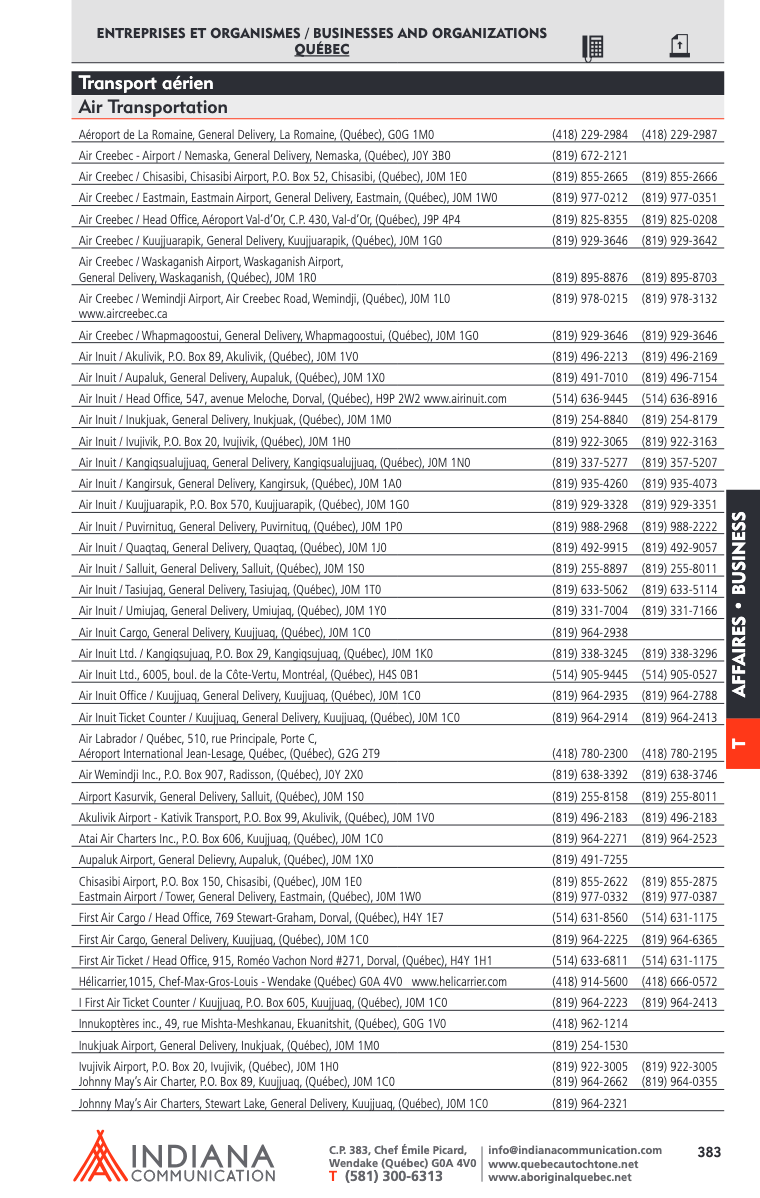 ENTREPRISES ET ORGANISMES / BUSINESSES AND ORGANIZATIONS
QUÉBEC
Transport aérien
Air Transportation
Aéroport de La Romaine, General Delivery, La Romaine, (Québec), G0G 1M0 (418) 229-2984 (418) 229-2987
Air Creebec - Airport / Nemaska, General Delivery, Nemaska, (Québec), J0Y 3B0 (819) 672-2121
Air Creebec / Chisasibi, Chisasibi Airport, P.O. Box 52, Chisasibi, (Québec), J0M 1E0 (819) 855-2665 (819) 855-2666
Air Creebec / Eastmain, Eastmain Airport, General Delivery, Eastmain, (Québec), J0M 1W0 (819) 977-0212 (819) 977-0351
Air Creebec / Head Office, Aéroport Val-d'Or, C.P. 430, Val-d'Or, (Québec), J9P 4P4 (819) 825-8355 (819) 825-0208
Air Creebec / Kuujjuarapik, General Delivery, Kuujjuarapik, (Québec), J0M 1G0 (819) 929-3646 (819) 929-3642
Air Creebec / Waskaganish Airport, Waskaganish Airport,
General Delivery, Waskaganish, (Québec), J0M 1R0 (819) 895-8876 (819) 895-8703
Air Creebec / Wemindji Airport, Air Creebec Road, Wemindji, (Québec), J0M 1L0 (819) 978-0215 (819) 978-3132
www.aircreebec.ca
Air Creebec / Whapmagoostui, General Delivery, Whapmagoostui, (Québec), J0M 1G0 (819) 929-3646 (819) 929-3646
Air Inuit / Akulivik, P.O. Box 89, Akulivik, (Québec), J0M 1V0 (819) 496-2213 (819) 496-2169
Air Inuit / Aupaluk, General Delivery, Aupaluk, (Québec), J0M 1X0 (819) 491-7010 (819) 496-7154
Air Inuit / Head Office, 547, avenue Meloche, Dorval, (Québec), H9P 2W2 www.airinuit.com (514) 636-9445 (514) 636-8916
Air Inuit / Inukjuak, General Delivery, Inukjuak, (Québec), J0M 1M0 (819) 254-8840 (819) 254-8179
Air Inuit / Ivujivik, P.O. Box 20, Ivujivik, (Québec), J0M 1H0 (819) 922-3065 (819) 922-3163
Air Inuit / Kangiqsualujjuaq, General Delivery, Kangiqsualujjuaq, (Québec), J0M 1N0 (819) 337-5277 (819) 357-5207
Air Inuit / Kangirsuk, General Delivery, Kangirsuk, (Québec), J0M 1A0 (819) 935-4260 (819) 935-4073
Air Inuit / Kuujjuarapik, P.O. Box 570, Kuujjuarapik, (Québec), J0M 1G0 (819) 929-3328 (819) 929-3351
Air Inuit / Puvirnituq, General Delivery, Puvirnituq, (Québec), J0M 1P0 (819) 988-2968 (819) 988-2222
Air Inuit / Quaqtaq, General Delivery, Quaqtaq, (Québec), J0M 1J0 (819) 492-9915 (819) 492-9057
Air Inuit / Salluit, General Delivery, Salluit, (Québec), J0M 1S0 (819) 255-8897 (819) 255-8011
Air Inuit / Tasiujaq, General Delivery, Tasiujaq, (Québec), J0M 1T0 (819) 633-5062 (819) 633-5114
Air Inuit / Umiujaq, General Delivery, Umiujaq, (Québec), J0M 1Y0 (819) 331-7004 (819) 331-7166
Air Inuit Cargo, General Delivery, Kuujjuaq, (Québec), J0M 1C0 (819) 964-2938
Air Inuit Ltd. / Kangiqsujuaq, P.O. Box 29, Kangiqsujuaq, (Québec), J0M 1K0 (819) 338-3245 (819) 338-3296
Air Inuit Ltd., 6005, boul. de la Côte-Vertu, Montréal, (Québec), H4S 0B1 (514) 905-9445 (514) 905-0527
Air Inuit Office / Kuujjuaq, General Delivery, Kuujjuaq, (Québec), J0M 1C0 (819) 964-2935 (819) 964-2788
Air Inuit Ticket Counter / Kuujjuaq, General Delivery, Kuujjuaq, (Québec), J0M 1C0 (819) 964-2914 (819) 964-2413
Air Labrador / Québec, 510, rue Principale, Porte C,
Aéroport International Jean-Lesage, Québec, (Québec), G2G 2T9 (418) 780-2300 (418) 780-2195
Air Wemindji Inc., P.O. Box 907, Radisson, (Québec), J0Y 2X0 (819) 638-3392 (819) 638-3746
Airport Kasurvik, General Delivery, Salluit, (Québec), J0M 1S0 (819) 255-8158 (819) 255-8011
Akulivik Airport - Kativik Transport, P.O. Box 99, Akulivik, (Québec), J0M 1V0 (819) 496-2183 (819) 496-2183
Atai Air Charters Inc., P.O. Box 606, Kuujjuaq, (Québec), J0M 1C0 (819) 964-2271 (819) 964-2523
Aupaluk Airport, General Delievry, Aupaluk, (Québec), J0M 1X0 (819) 491-7255
Chisasibi Airport, P.O. Box 150, Chisasibi, (Québec), J0M 1E0 (819) 855-2622 (819) 855-2875
Eastmain Airport / Tower, General Delivery, Eastmain, (Québec), J0M 1W0 (819) 977-0332 (819) 977-0387
First Air Cargo / Head Office, 769 Stewart-Graham, Dorval, (Québec), H4Y 1E7 (514) 631-8560 (514) 631-1175
First Air Cargo, General Delivery, Kuujjuaq, (Québec), J0M 1C0 (819) 964-2225 (819) 964-6365
First Air Ticket / Head Office, 915, Roméo Vachon Nord #271, Dorval, (Québec), H4Y 1H1 (514) 633-6811 (514) 631-1175
Hélicarrier,1015, Chef-Max-Gros-Louis - Wendake (Québec) G0A 4V0 www.helicarrier.com (418) 914-5600 (418) 666-0572
I First Air Ticket Counter / Kuujjuaq, P.O. Box 605, Kuujjuaq, (Québec), J0M 1C0 (819) 964-2223 (819) 964-2413
Innukoptères inc., 49, rue Mishta-Meshkanau, Ekuanitshit, (Québec), G0G 1V0 (418) 962-1214
Inukjuak Airport, General Delivery, Inukjuak, (Québec), J0M 1M0 (819) 254-1530
Ivujivik Airport, P.O. Box 20, Ivujivik, (Québec), J0M 1H0 (819) 922-3005 (819) 922-3005
Johnny May's Air Charter, P.O. Box 89, Kuujjuaq, (Québec), J0M 1C0 (819) 964-2662 (819) 964-0355
Johnny May's Air Charters, Stewart Lake, General Delivery, Kuujjuaq, (Québec), J0M 1C0 (819) 964-2321
AFFAIRES • BUSINESS
T
INDIANA
COMMUNICATION
C.P. 383, Chef Émile Picard,
Wendake (Québec) G0A 4V0
T (581) 300-6313
info@indianacommunication.com
www.quebecautochtone.net
www.aboriginalquebec.net
383